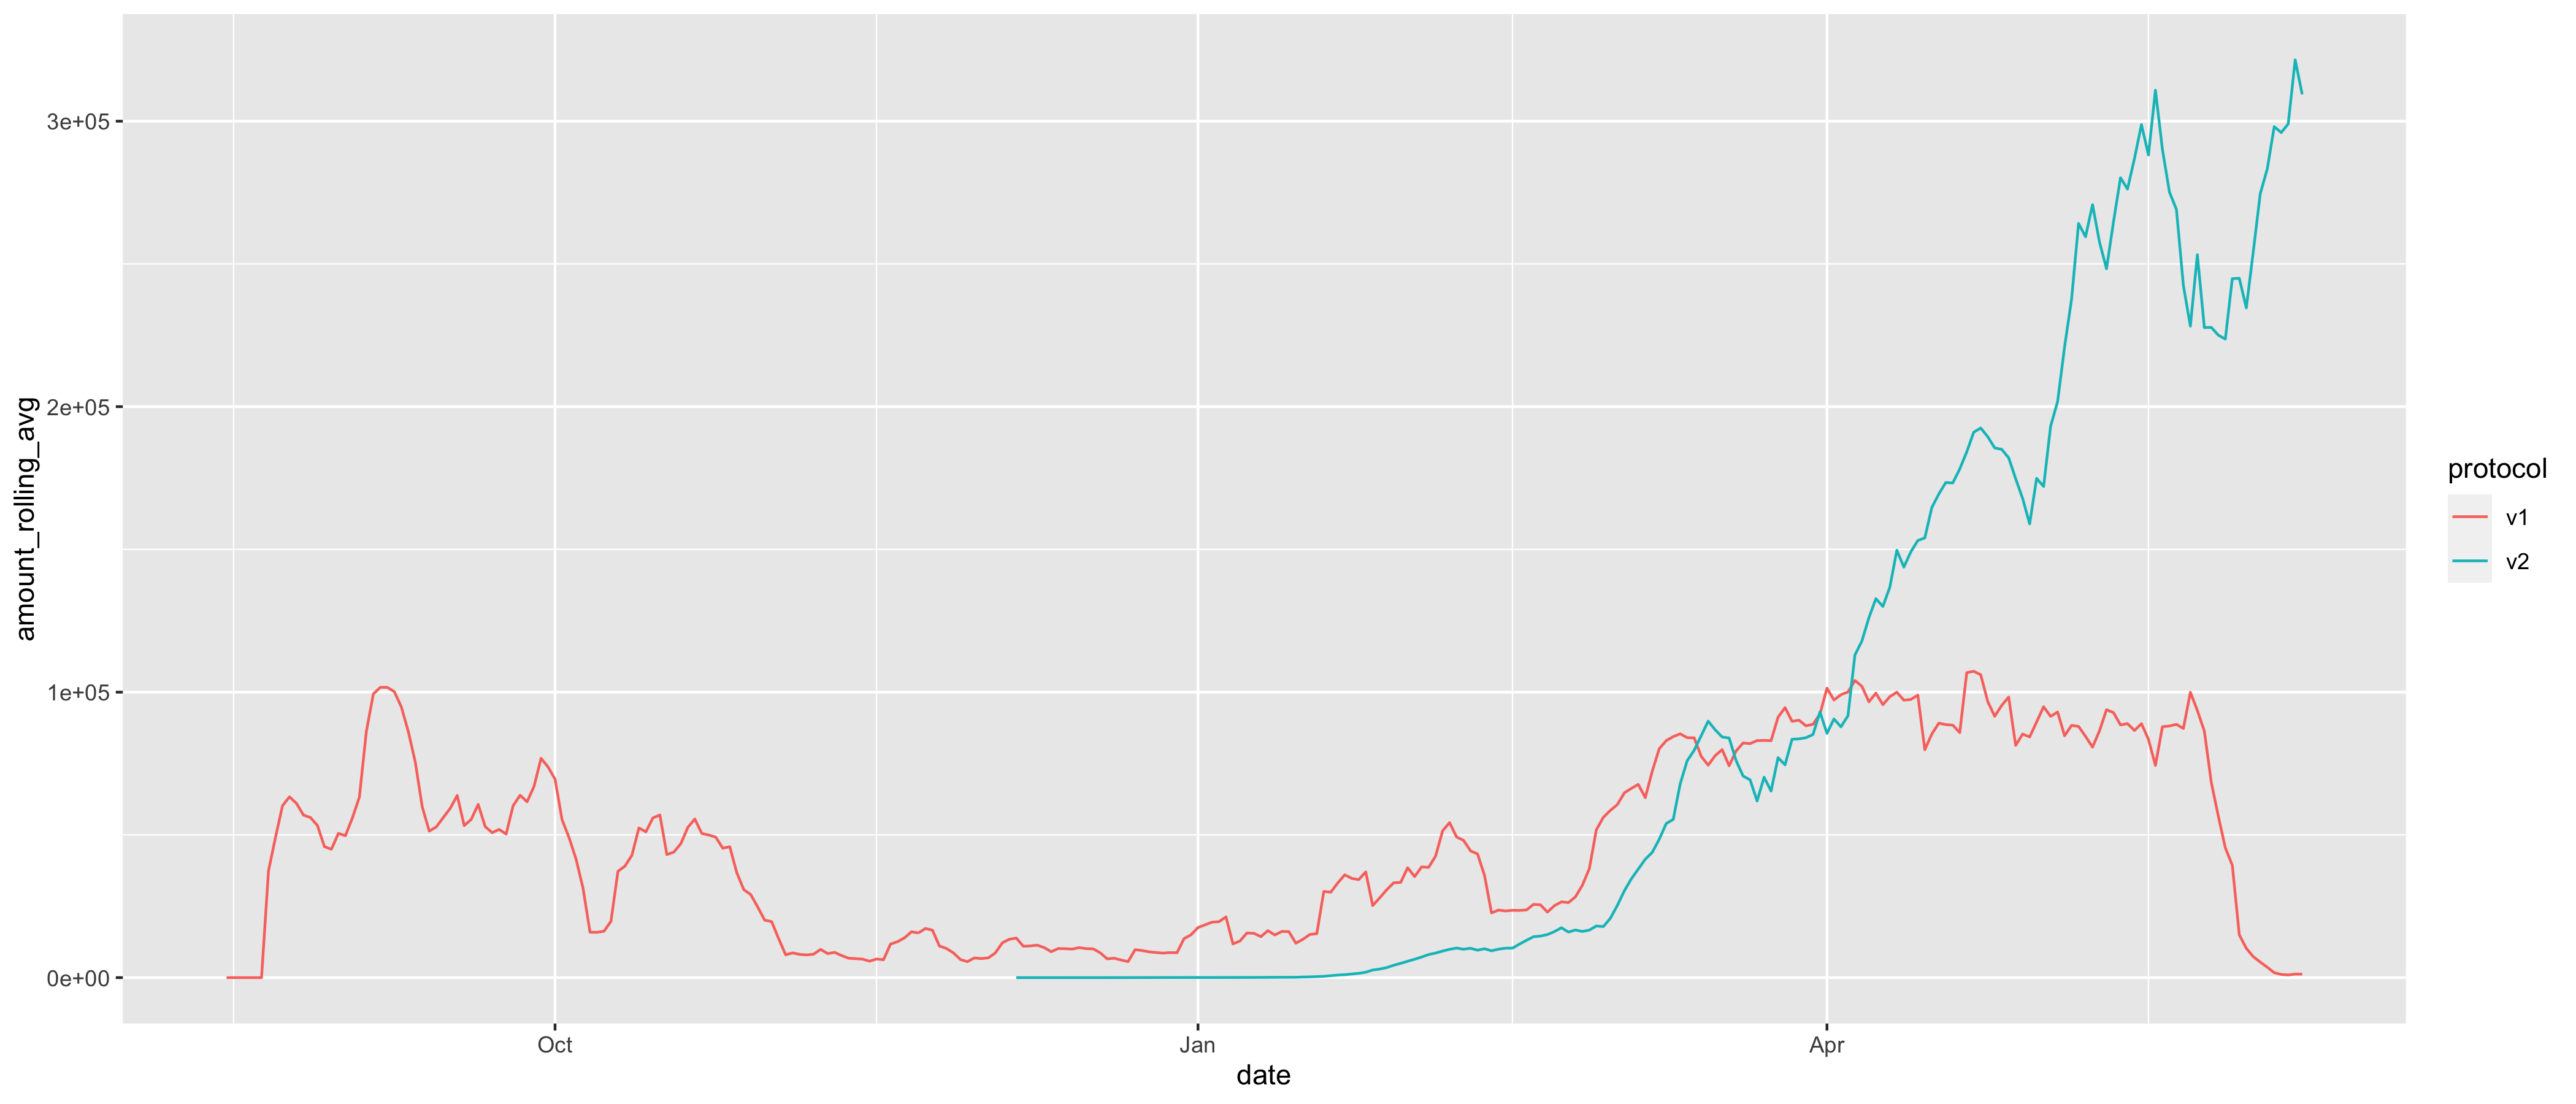 3e+05
2e+05
1e+05
0e+00
amount_rolling_avg
Oct
Jan
Apr
date
protocol
v1
v2